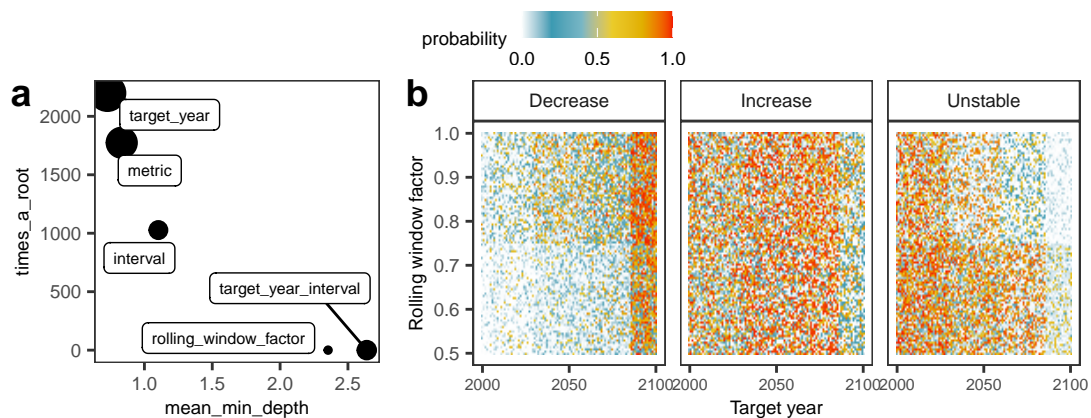 probability
0.0 0.5 1.0
a
b
Decrease Increase Unstable
2000
1500
1000
500
0
times_a_root
target_year
metric
interval
target_year_interval
rolling_window_factor
1.0 1.5 2.0 2.5
mean_min_depth
1.0
0.9
0.8
0.7
0.6
0.5
Rolling window factor
2000 2050 2100 2000 2050 2100 2000 2050 2100
Target year